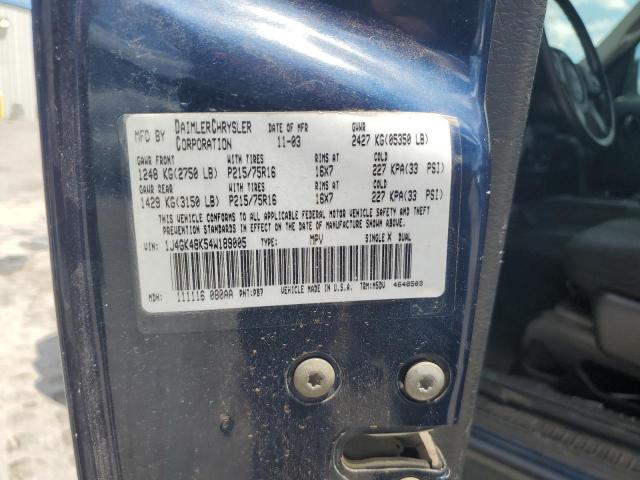 MFD BY DAIMLERCHRYSLER CORPORATION DATE OF MFR 11-03 GVWR 2427 KG(05350 LB)
GAWR FRONT WITH TIRES RIMS AT COLD
1248 KG(2750 LB) P215/75R16 16X7 227 KPA(33 PSI)
GAWR REAR WITH TIRES RIMS AT COLD
1429 KG(3150 LB) P215/75R16 16X7 227 KPA(33 PSI)
THIS VEHICLE CONFORMS TO ALL APPLICABLE FEDERAL MOTOR VEHICLE SAFETY AND THEFT
PREVENTION STANDARDS IN EFFECT ON THE DATE OF MANUFACTURE SHOWN ABOVE.
VIN: 1J4GK48K54W189005 TYPE: MPV SINGLE X DUAL
MDH: 111116 080AA PNT:PB7 VEHICLE MADE IN U.S.A. TRM:M5DV 4648503